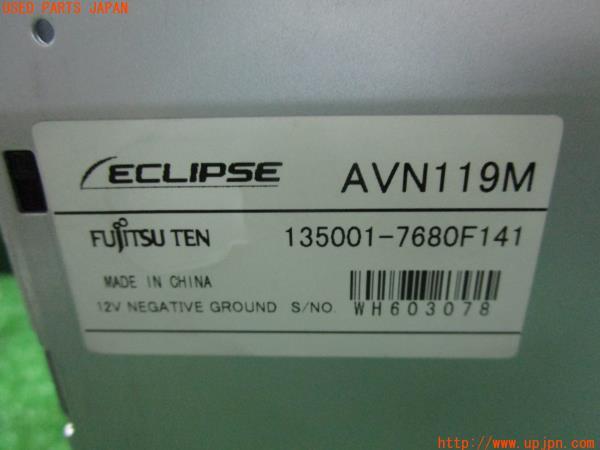 USED PARTS JAPAN
ECLIPSE AVN119M
FUJITSU TEN 135001-7680F141
MADE IN CHINA
12V NEGATIVE GROUND S/NO. WH603078
http://www.upjpn.com/